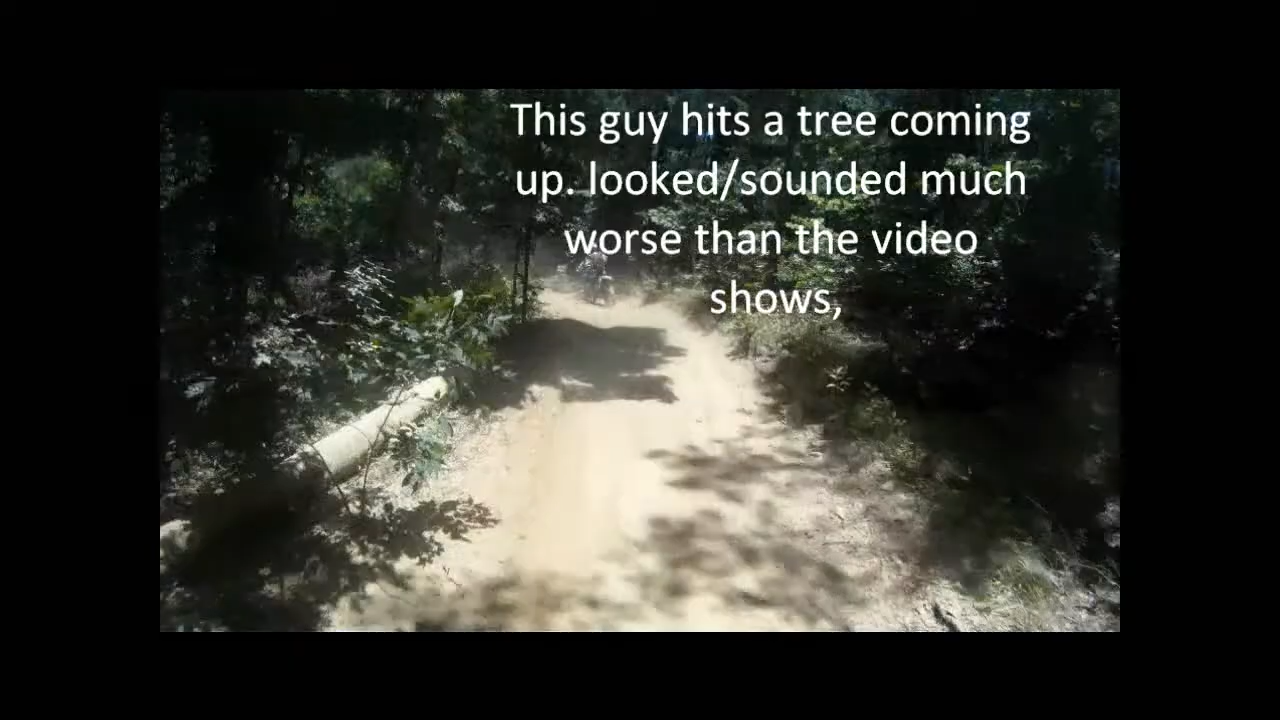 This guy hits a tree coming
up. looked/sounded much
worse than the video
shows,